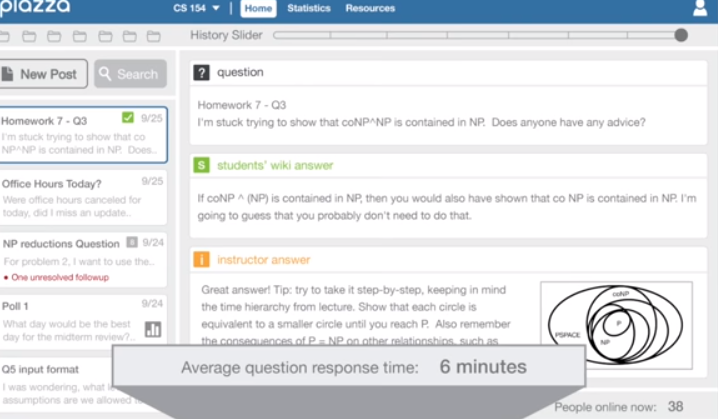 piazza
CS 154
Home
Statistics
Resources
History Slider
New Post
Search
Homework 7 - Q3
9/25
I'm stuck trying to show that co
NP^NP is contained in NP. Does..
Office Hours Today?
9/25
Were office hours canceled for
today, did I miss an update..
NP reductions Question
9/24
For problem 2, I want to use the...
• One unresolved followup
Poll 1
9/24
What day would be the best
day for the midterm review?..
Q5 input format
I was wondering, what
assumptions are we allowed
? question
Homework 7 - Q3
I'm stuck trying to show that coNP^NP is contained in NP. Does anyone have any advice?
S students' wiki answer
If coNP ^ (NP) is contained in NP, then you would also have shown that co NP is contained in NP. I'm
going to guess that you probably don't need to do that.
i instructor answer
Great answer! Tip: try to take it step-by-step, keeping in mind
the time hierarchy from lecture. Show that each circle is
equivalent to a smaller circle until you reach P. Also remember
the consequences of P = NP on other relationships, such as
coNP
P
PSPACE
NP
Average question response time: 6 minutes
People online now: 38